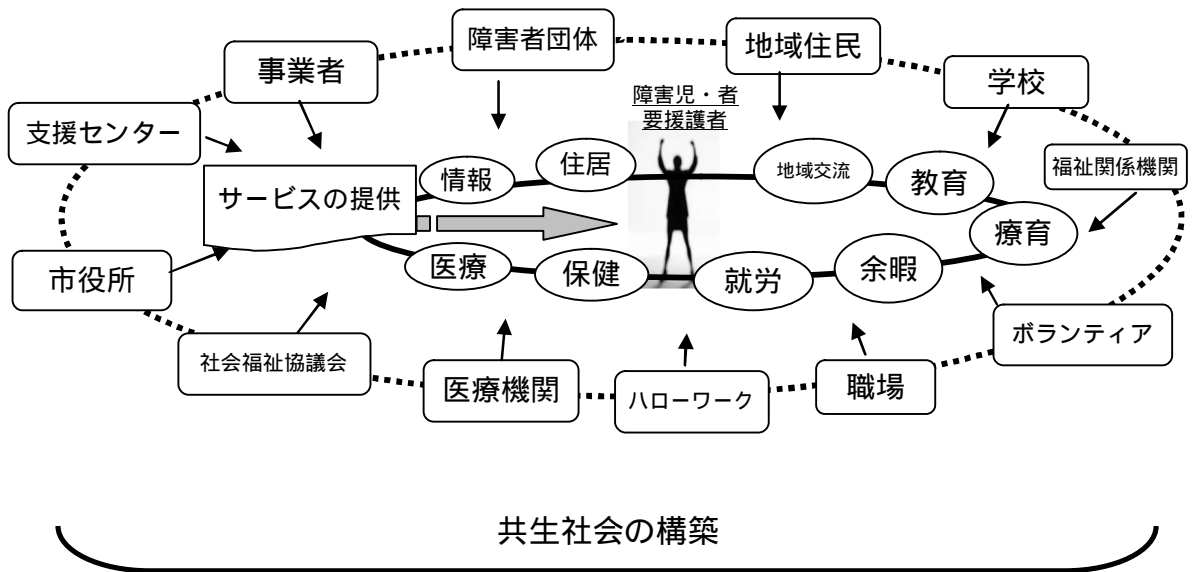 障害者団体
地域住民
事業者
学校
支援センター
障害児・者
要援護者
福祉関係機関
サービスの提供
情報
住居
地域交流
教育
療育
医療
保健
就労
余暇
市役所
ボランティア
社会福祉協議会
医療機関
ハローワーク
職場
共生社会の構築